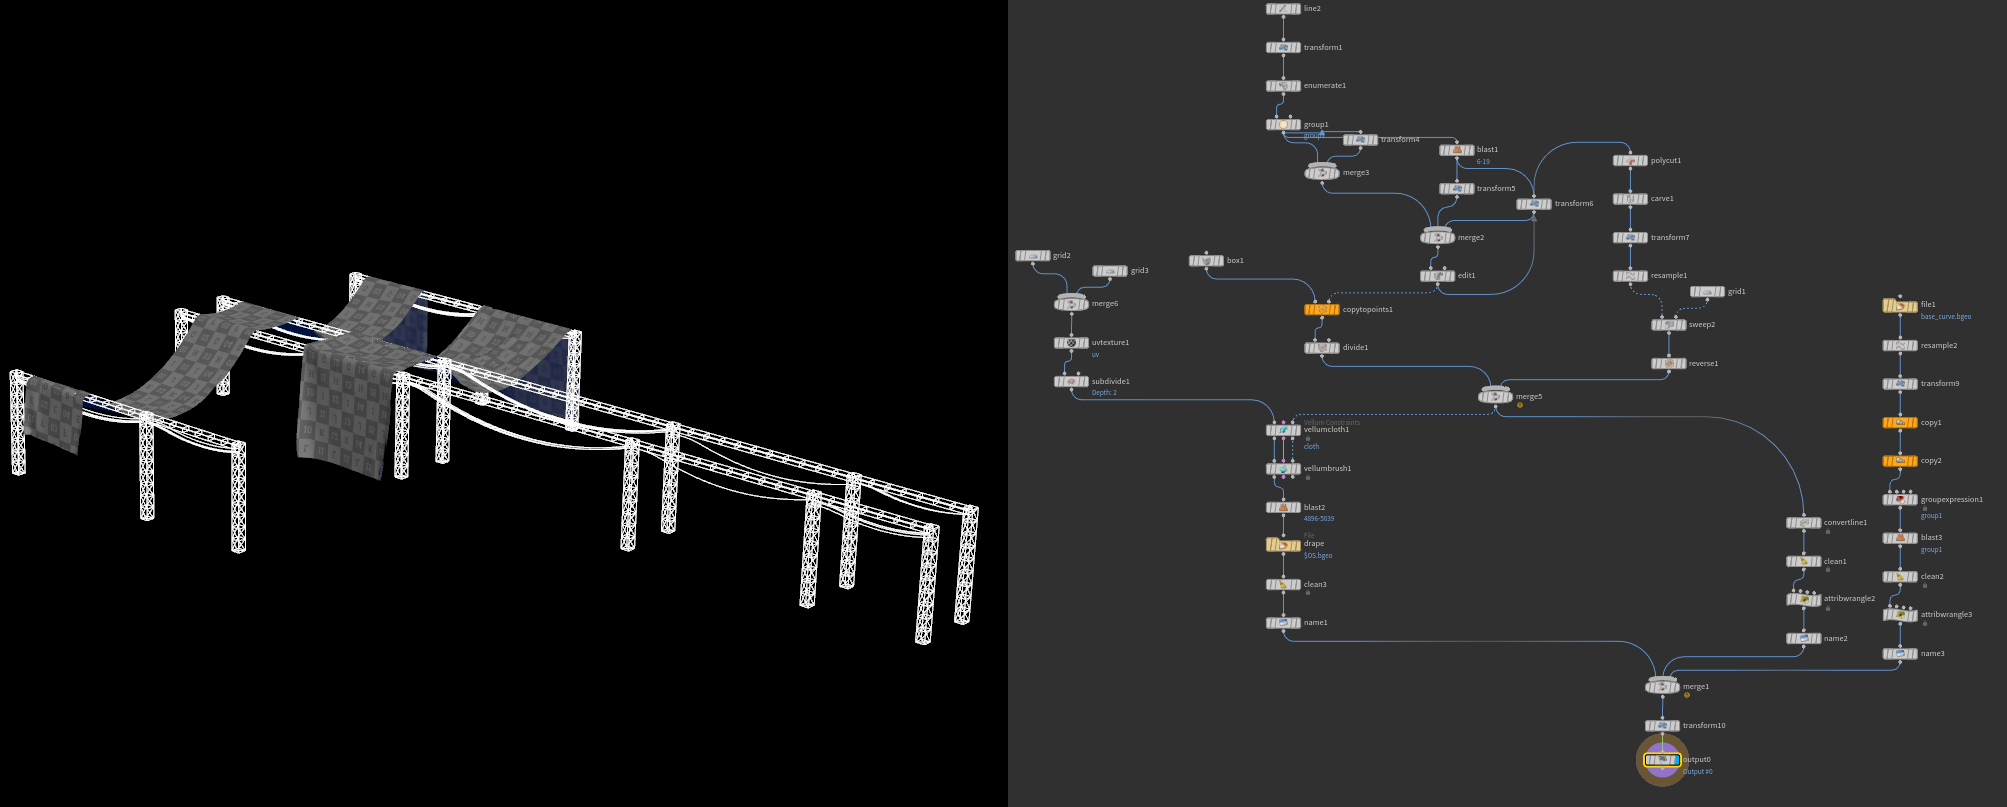 line2
transform1
enumerate1
group1
transform4
merge3
blast1
6-19
transform5
transform6
merge2
edit1
polycut1
carve1
transform7
resample1
grid1
sweep2
reverse1
grid2
grid3
merge6
uvtexture1
uv
subdivide1
Depth: 2
box1
copytopoints1
divide1
merge5
Vellum Constraints
vellumcloth1
cloth
vellumbrush1
blast2
4896-5039
File
drape
$OS.bgeo
clean3
name1
convertline1
clean1
attribwrangle2
name2
file1
base_curve.bgeo
resample2
transform9
copy1
copy2
groupexpression1
group1
blast3
group1
clean2
attribwrangle3
name3
merge1
transform10
output0
Output #0